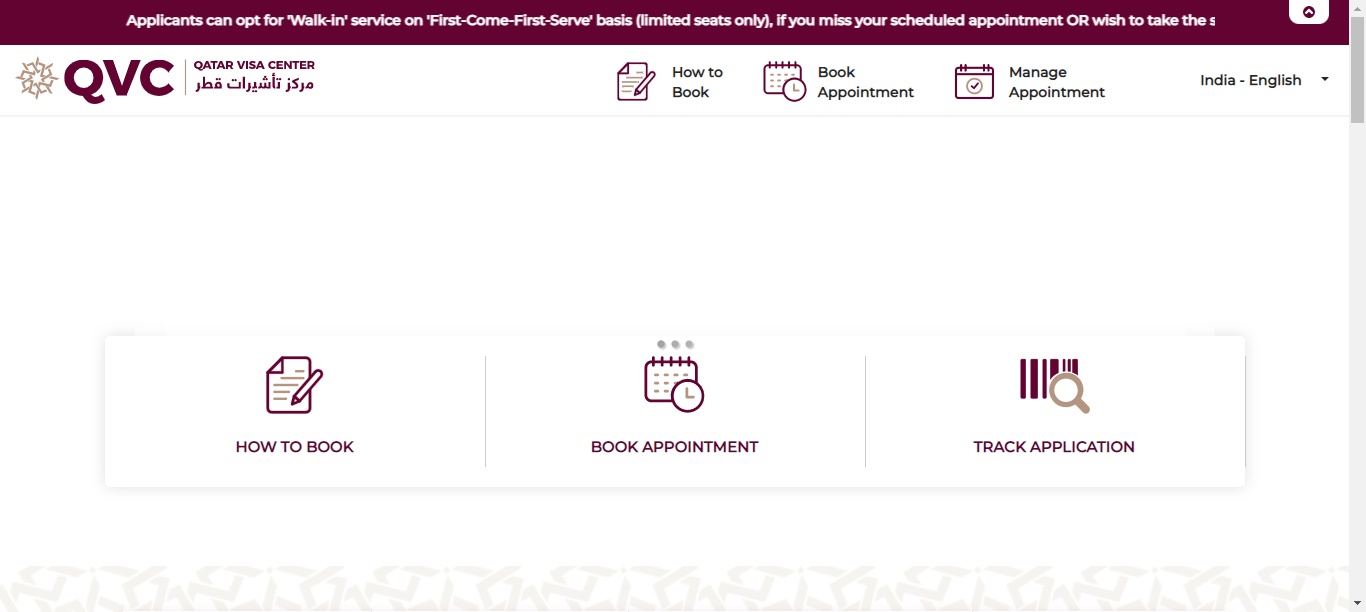 Applicants can opt for 'Walk-in' service on 'First-Come-First-Serve' basis (limited seats only), if you miss your scheduled appointment OR wish to take the s
QVC
QATAR VISA CENTER
مركز تأشيرات قطر
How to
Book
Book
Appointment
Manage
Appointment
India - English
HOW TO BOOK
BOOK APPOINTMENT
TRACK APPLICATION